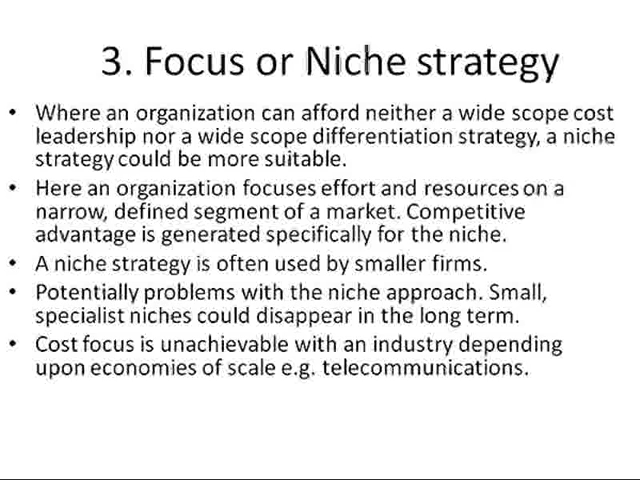 3. Focus or Niche strategy
• Where an organization can afford neither a wide scope cost
leadership nor a wide scope differentiation strategy, a niche
strategy could be more suitable.
• Here an organization focuses effort and resources on a
narrow, defined segment of a market. Competitive
advantage is generated specifically for the niche.
• A niche strategy is often used by smaller firms.
• Potentially problems with the niche approach. Small,
specialist niches could disappear in the long term.
• Cost focus is unachievable with an industry depending
upon economies of scale e.g. telecommunications.